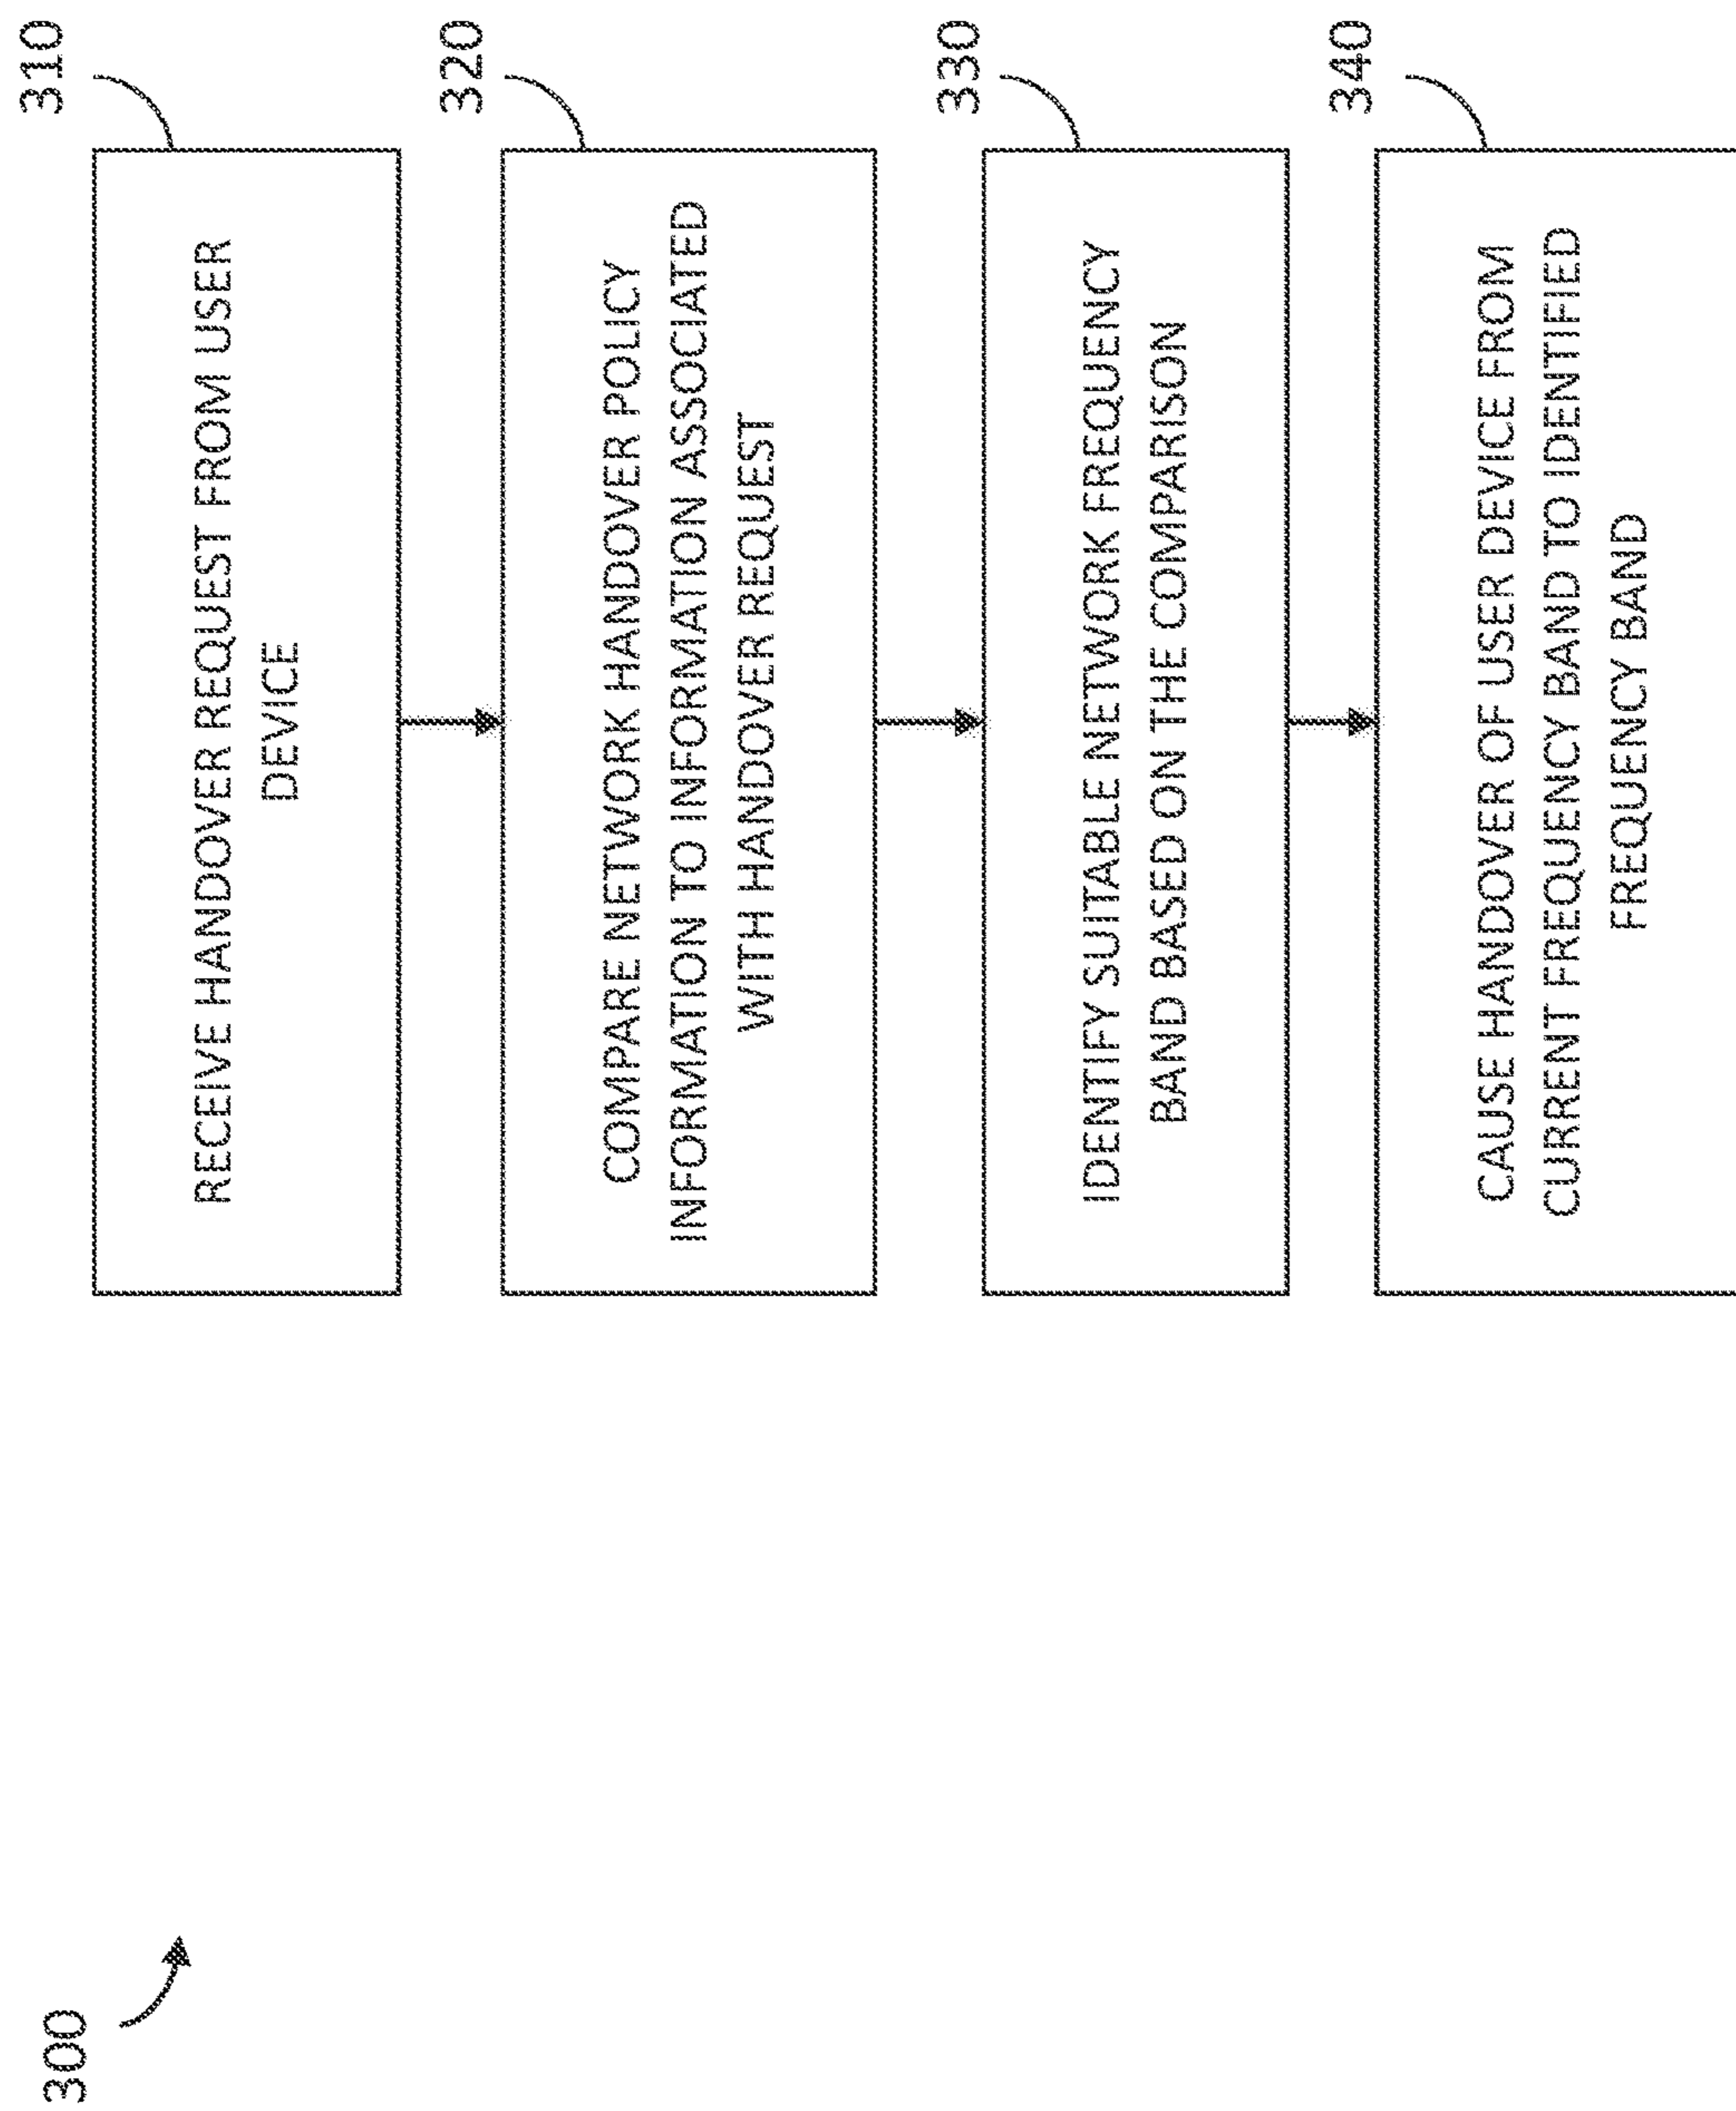 300
310
RECEIVE HANDOVER REQUEST FROM USER
DEVICE
320
COMPARE NETWORK HANDOVER POLICY
INFORMATION TO INFORMATION ASSOCIATED
WITH HANDOVER REQUEST
330
IDENTIFY SUITABLE NETWORK FREQUENCY
BAND BASED ON THE COMPARISON
340
CAUSE HANDOVER OF USER DEVICE FROM
CURRENT FREQUENCY BAND TO IDENTIFIED
FREQUENCY BAND